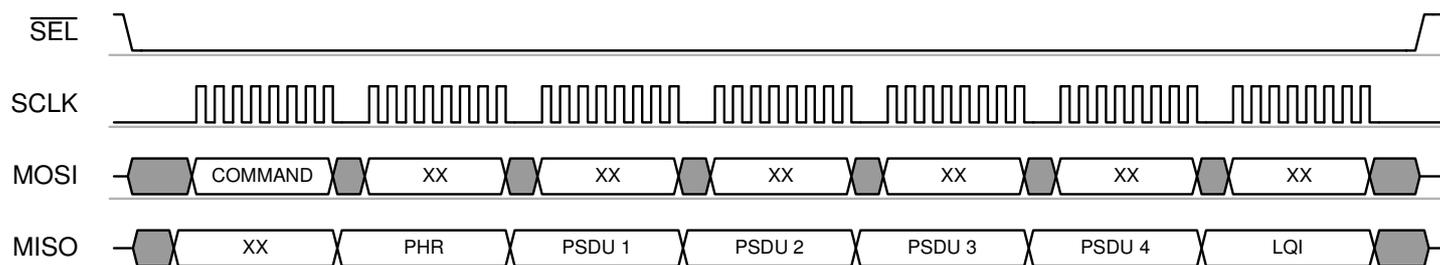 SEL
SCLK
MOSI COMMAND XX XX XX XX XX XX
MISO XX PHR PSDU 1 PSDU 2 PSDU 3 PSDU 4 LQI